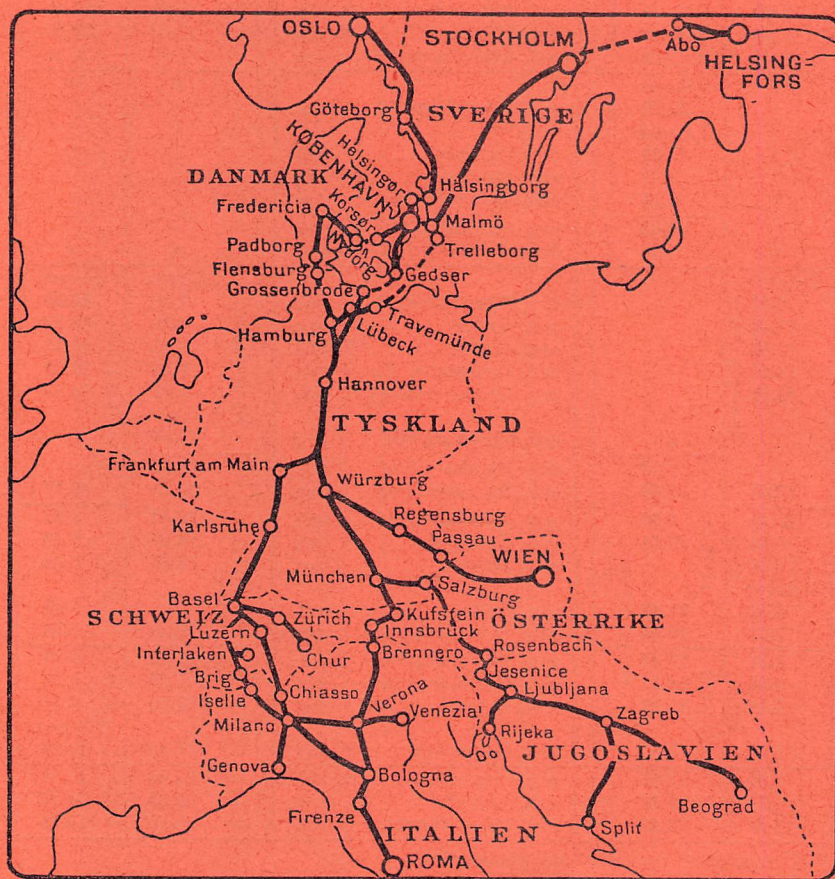 OSLO
STOCKHOLM
Åbo
HELSING=
FORS
Göteborg
SVERIGE
Helsingør
KØBENHAVN
DANMARK
Hälsingborg
Fredericia
Korsør
Malmö
Nyborg
Trelleborg
Padborg
Flensburg
Gedser
Grossenbrode
Travemünde
Lübeck
Hamburg
Hannover
TYSKLAND
Frankfurt am Main
Würzburg
Karlsruhe
Regensburg
Passau
WIEN
München
Salzburg
Basel
SCHWEIZ
Zürich
Kufstein
ÖSTERRIKE
Luzern
Innsbruck
Interlaken
Chur
Brennero
Rosenbach
Brig
Jesenice
Iselle
Chiasso
Ljubljana
Verona
Milano
Venezia
Rijeka
Zagreb
JUGOSLAVIEN
Genova
Bologna
Beograd
Firenze
ITALIEN
Split
ROMA